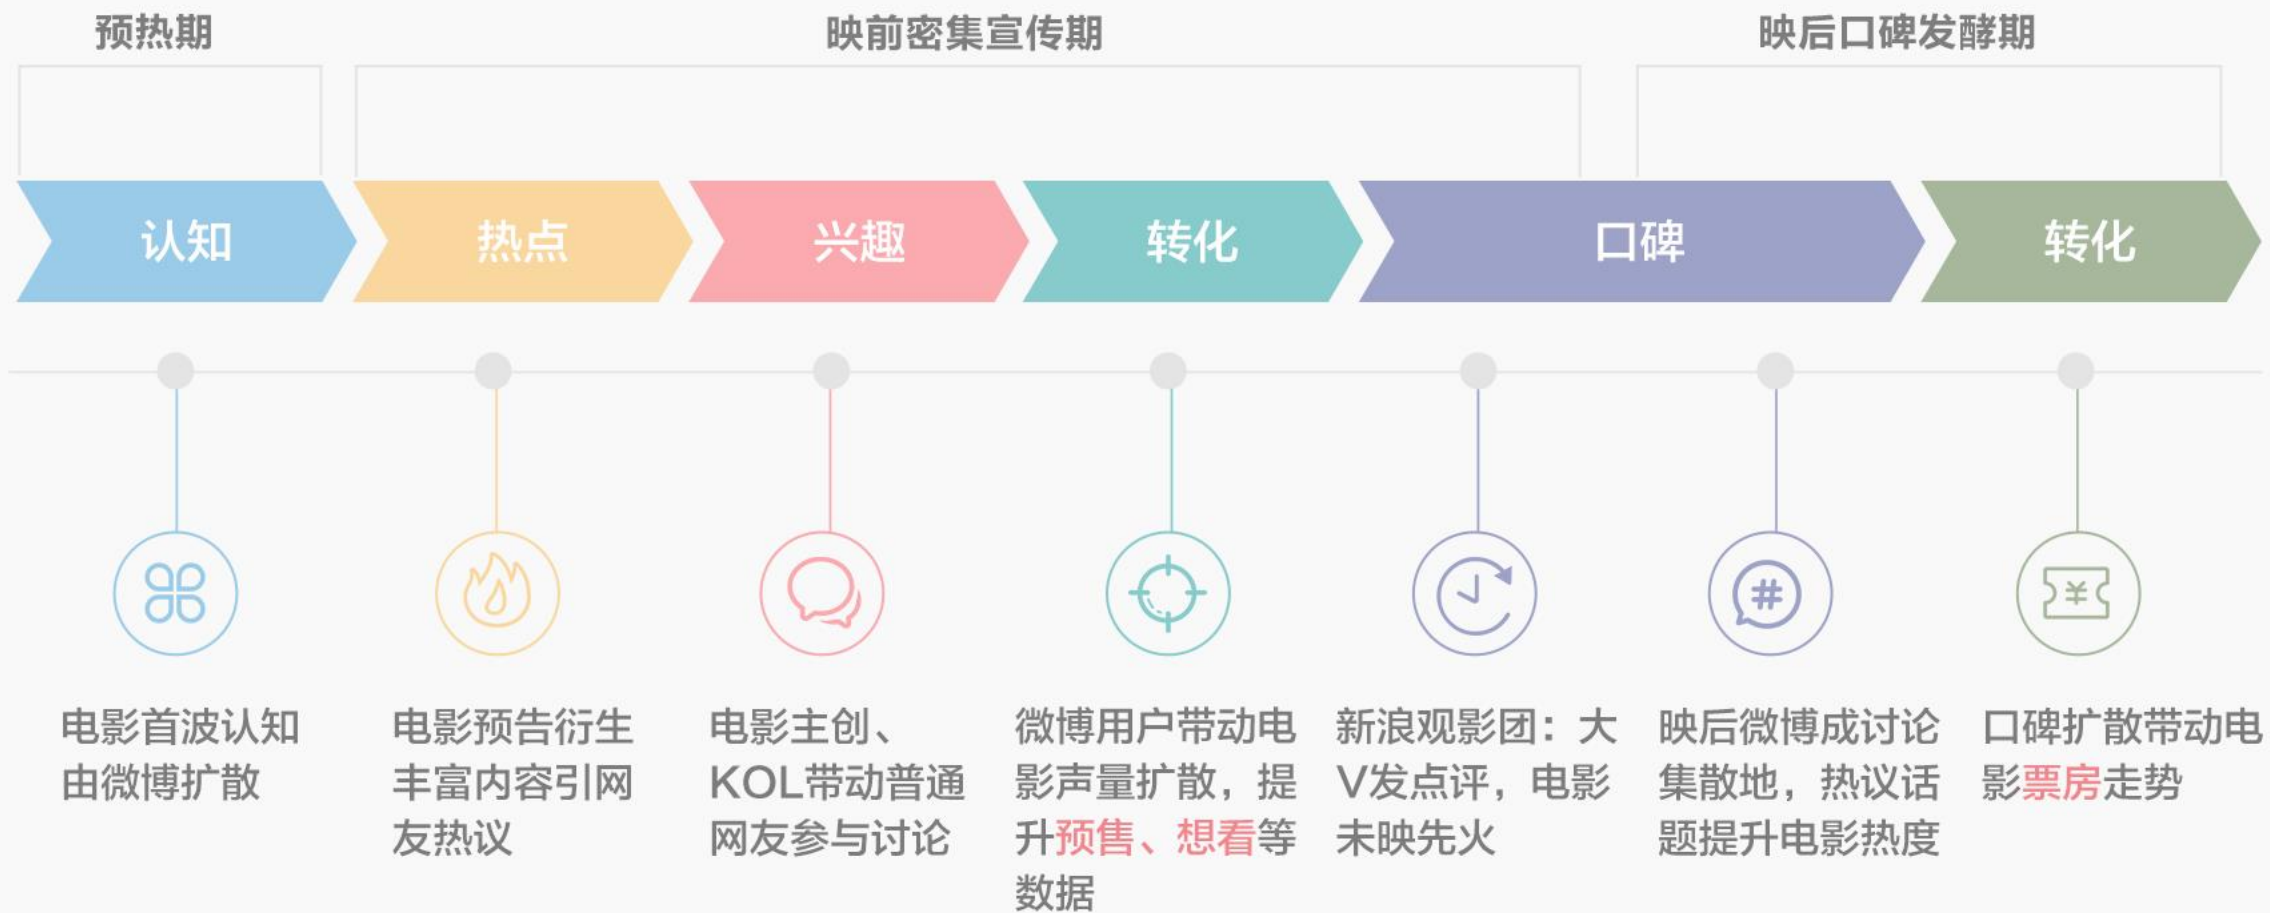 预热期
映前密集宣传期
映后口碑发酵期
认知
热点
兴趣
转化
口碑
转化
#
¥
电影首波认知
由微博扩散
电影预告衍生
丰富内容引网
友热议
电影主创、
KOL带动普通
网友参与讨论
微博用户带动电
影声量扩散，提
升预售、想看等
数据
新浪观影团：大
V发点评，电影
未映先火
映后微博成讨论
集散地，热议话
题提升电影热度
口碑扩散带动电
影票房走势